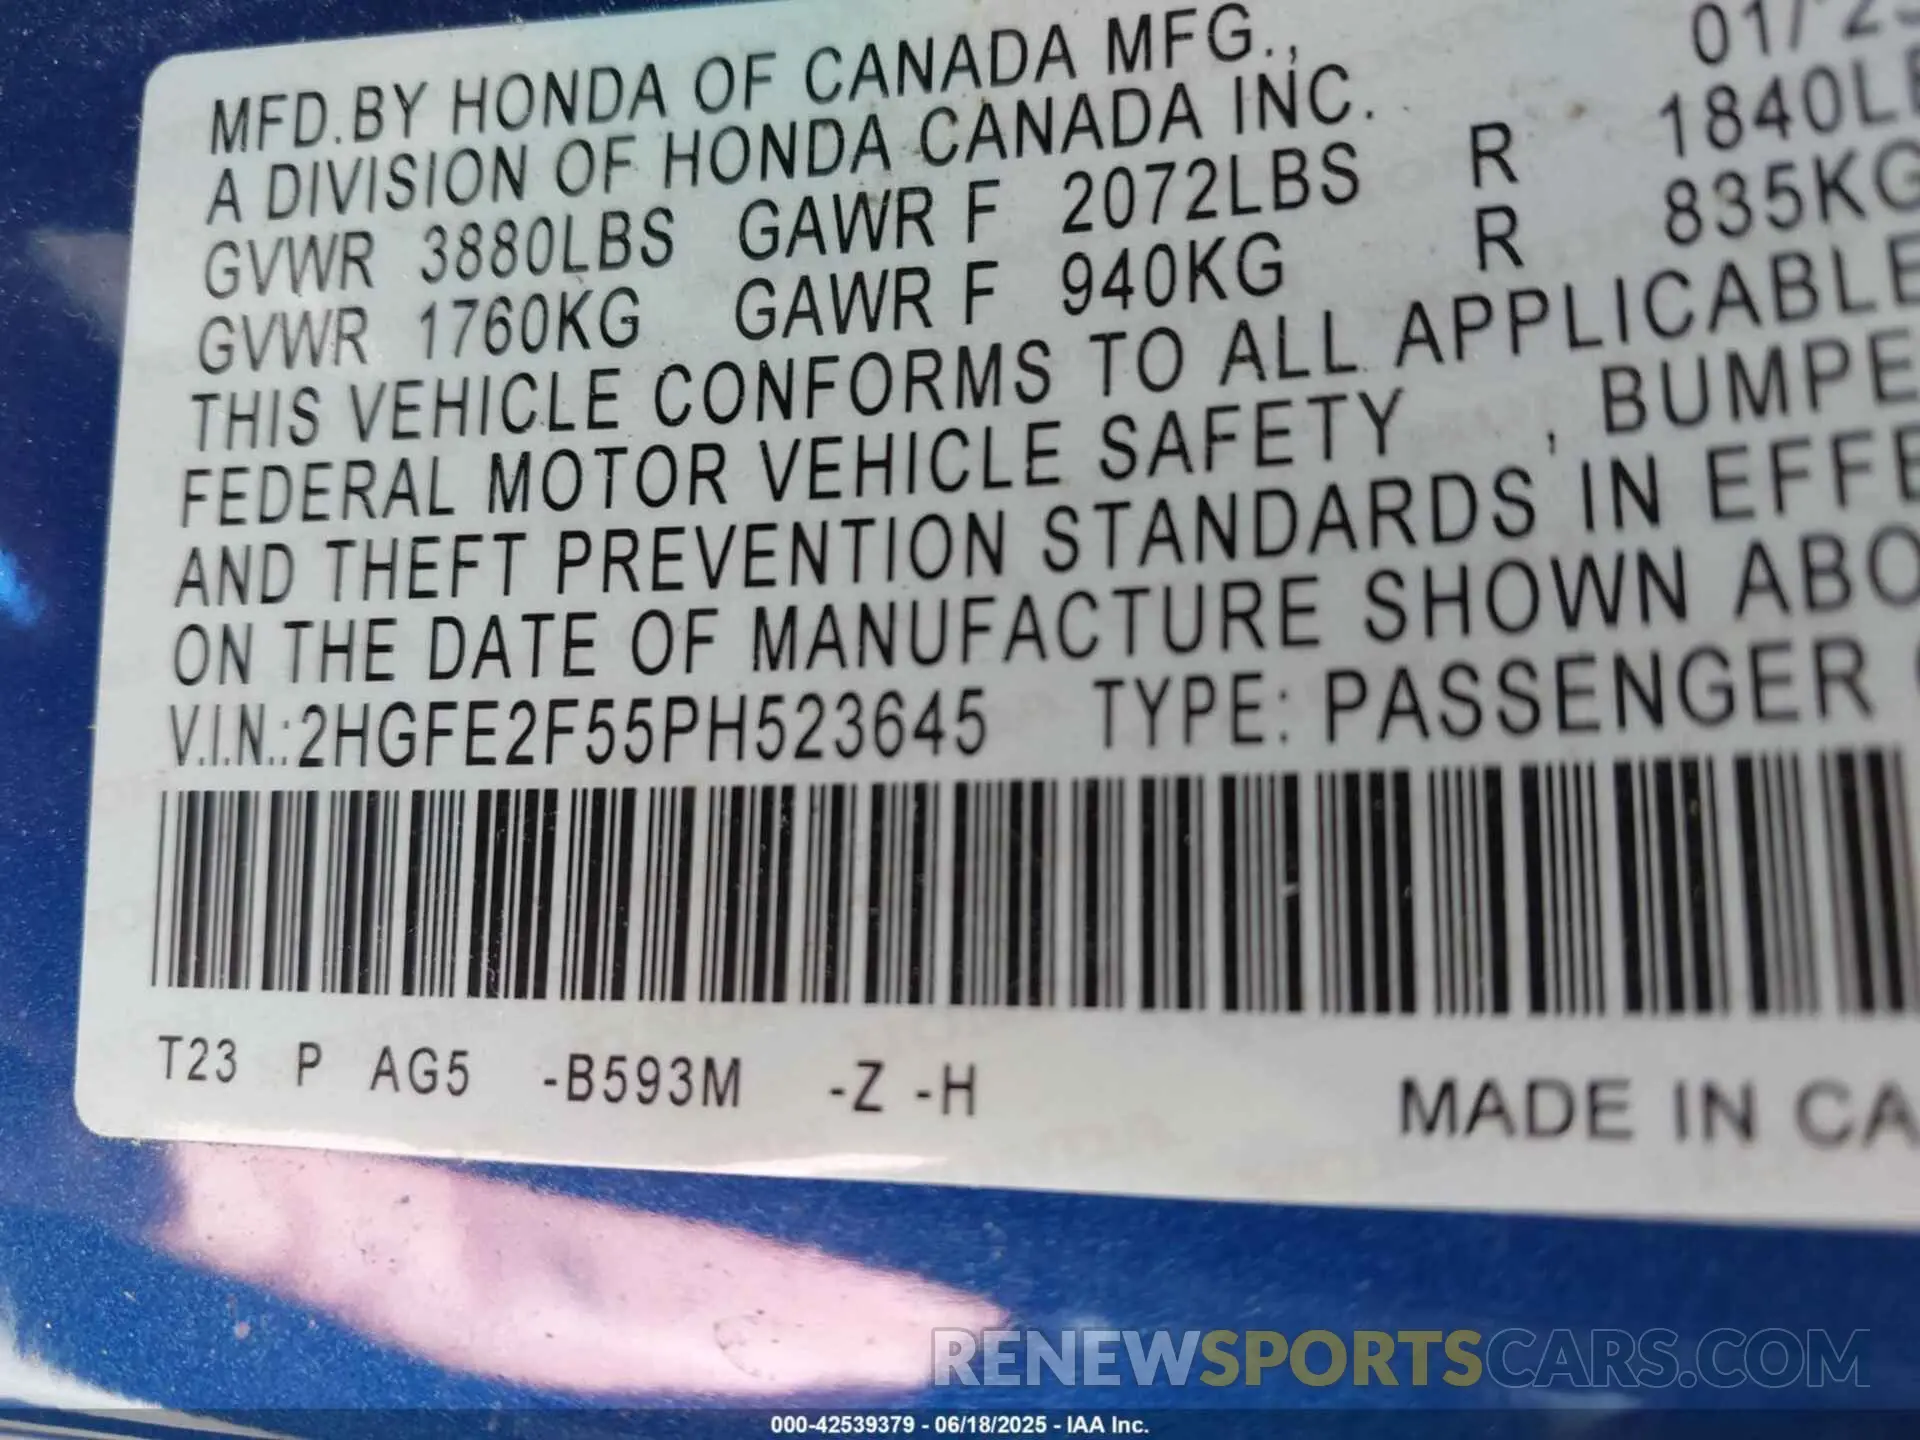 MFD.BY HONDA OF CANADA MFG.,
01/
A DIVISION OF HONDA CANADA INC.
GVWR 3880LBS GAWR F 2072LBS R 1840LB
GVWR 1760KG GAWR F 940KG R 835KG
THIS VEHICLE CONFORMS TO ALL APPLICABLE
FEDERAL MOTOR VEHICLE SAFETY , BUMPE
AND THEFT PREVENTION STANDARDS IN EFFE
ON THE DATE OF MANUFACTURE SHOWN ABO
V.I.N.:2HGFE2F55PH523645 TYPE: PASSENGER
T23 P AG5 -B593M -Z -H
MADE IN CA
RENEWSPORTSCARS.COM
000-42539379 - 06/18/2025 - IAA Inc.